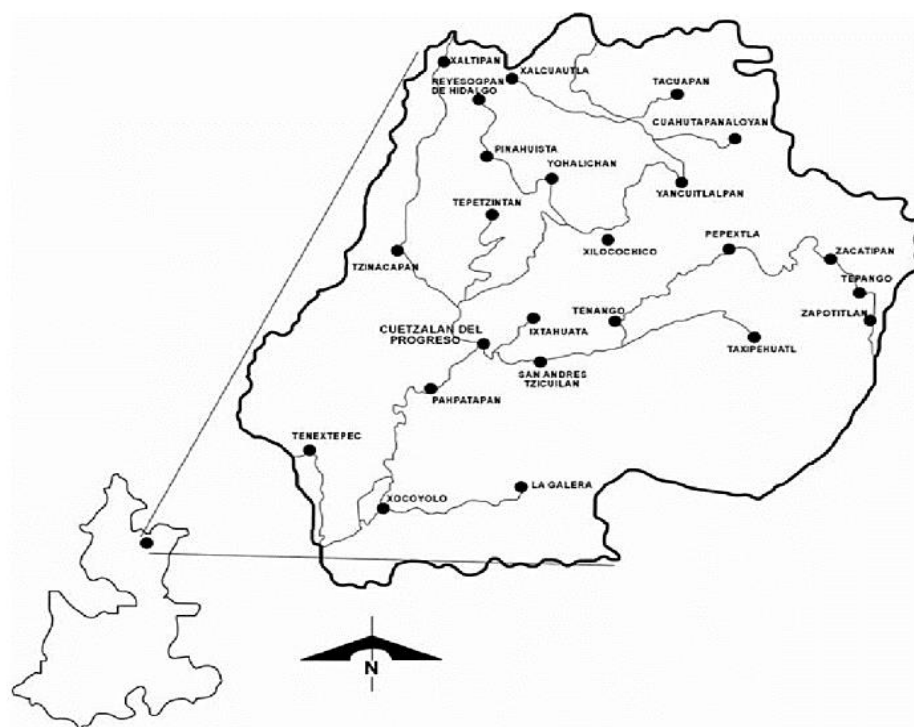 XALTIPAN
XALCUAUTLA
REYESOGPAN
DE HIDALGO
TACUAPAN
CUAHUTAPANALOYAN
PINAHUISTA
YOHALICHAN
YANCUITLALPAN
TEPETZINTAN
PEPEXTLA
XILOCOCHICO
ZACATIPAN
TZINACAPAN
TEPANGO
TENANGO
ZAPOTITLAN
IXTAHUATA
CUETZALAN DEL
PROGRESO
TAXIPEHUATL
SAN ANDRES
TZICUILAN
PAHPATAPAN
TENEXTEPEC
LA GALERA
XOCOYOLO
N